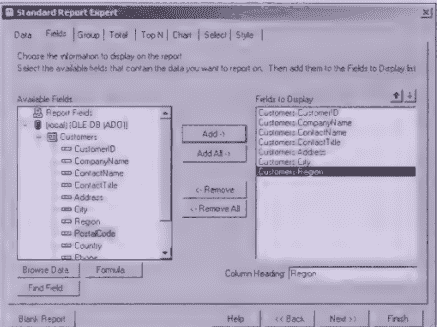 Standard Report Expert
Data Fields Group Total Top N Chart Select Style
Choose the information to display on the report
Select the available fields that contain the data you want to report on. Then add them to the Fields to Display list
Available Fields
Report Fields
(local) (OLE DB (ADO))
Customers
CustomerID
CompanyName
ContactName
ContactTitle
Address
City
Region
PostalCode
Country
Phone
Browse Data Formula
Find Field
Add ->
Add All ->
<- Remove
<- Remove All
Fields to Display
Customers.CustomerID
Customers.CompanyName
Customers.ContactName
Customers.ContactTitle
Customers.Address
Customers.City
Customers.Region
Column Heading: Region
Blank Report Help << Back Next >> Finish